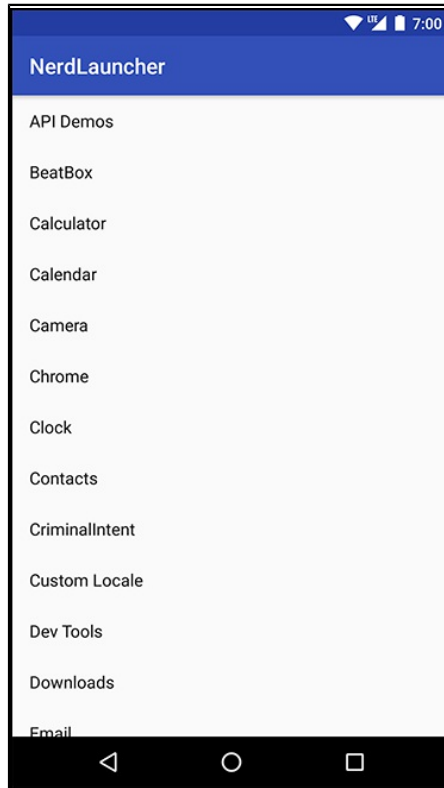 LTE 7:00
NerdLauncher
API Demos
BeatBox
Calculator
Calendar
Camera
Chrome
Clock
Contacts
CriminalIntent
Custom Locale
Dev Tools
Downloads
Email